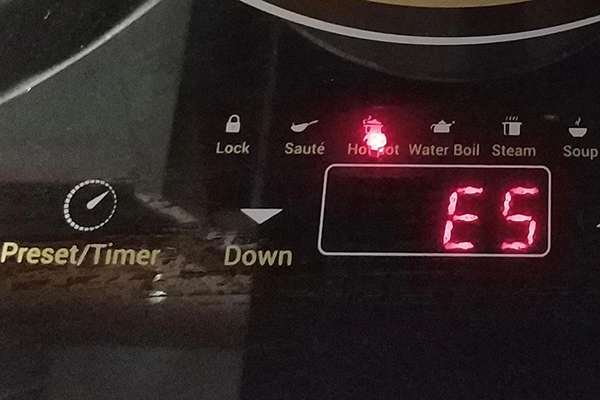 Lock Sauté Hot pot Water Boil Steam Soup
E5
Preset/Timer Down